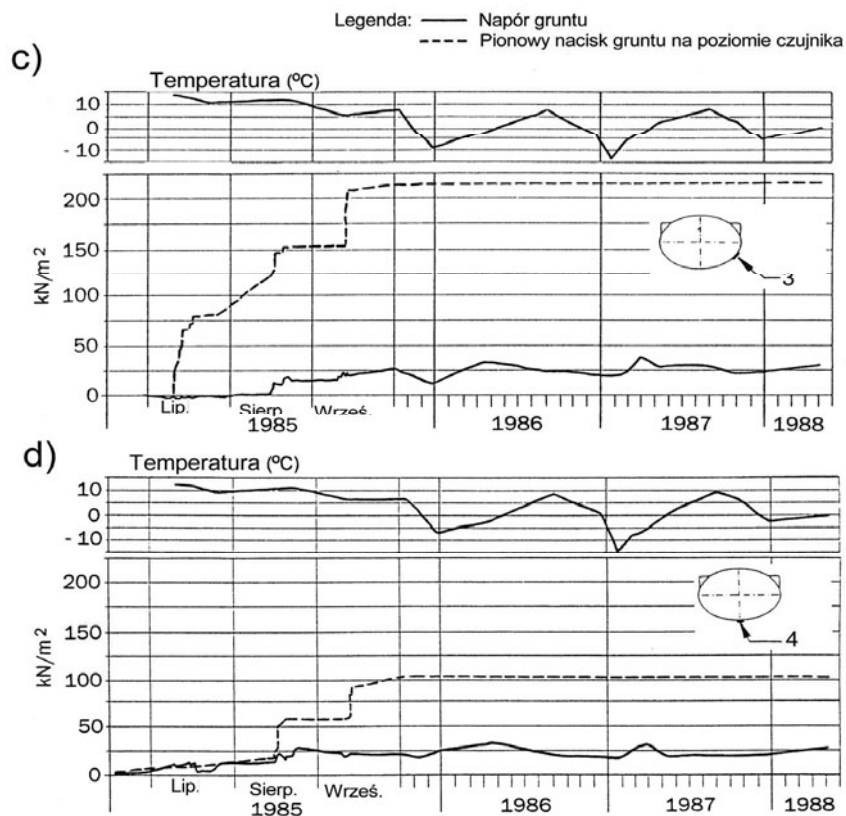 Legenda: Napór gruntu
Pionowy nacisk gruntu na poziomie czujnika
c)
Temperatura (ºC)
10
0
-10
200
150
100
50
0
kN/m²
3
Lip. Sierp. Wrześ.
1985 1986 1987 1988
d)
Temperatura (ºC)
10
0
-10
200
150
100
50
0
kN/m²
4
Lip. Sierp. Wrześ.
1985 1986 1987 1988